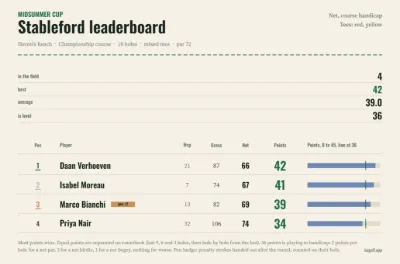 MIDSUMMER CUP
Stableford leaderboard
Net, course handicap
Tees: red, yellow
Championship course · 18 holes · mixed tees · par 72
in the field 4
best 42
average 39.0
is level 36
Pos Player Hcp Gross Net Points Points, 0 to 45, line at 36
1 Daan Verhoeven 21 87 66 42
2 Isabel Moreau 7 74 67 41
3 Marco Bianchi 13 82 69 39
4 Priya Nair 32 106 74 34
Most points wins. Equal points are separated on countback (last 9, 6 and 3 holes, then hole by hole from the last). 36 points is playing to handicap: 2 points per
hole for a net par, 3 for a net birdie, 1 for a net bogey, nothing for worse. Pen badge: penalty strokes handed out after the round, counted on their hole.